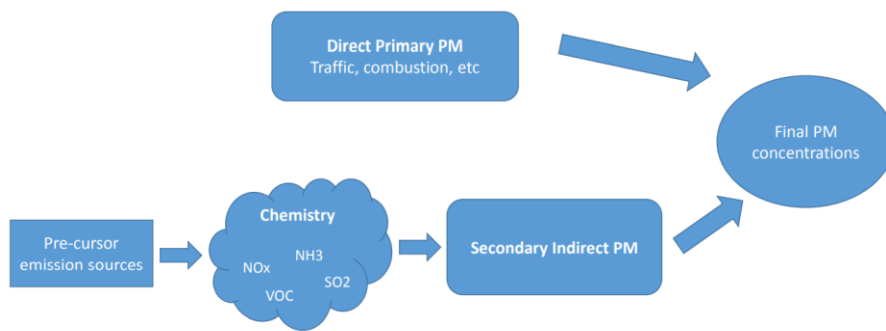 Direct Primary PM
Traffic, combustion, etc
Final PM
concentrations
Pre-cursor
emission sources
Chemistry
NOx
NH3
VOC
SO2
Secondary Indirect PM